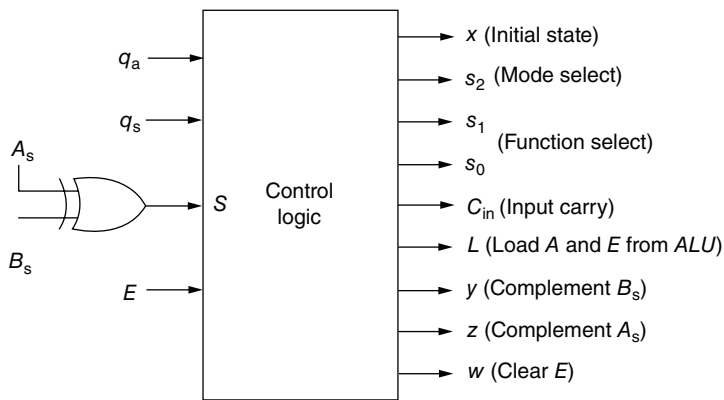 x (Initial state)
qa
s2 (Mode select)
qs
s1
(Function select)
As
s0
S
Control
logic
Cin (Input carry)
L (Load A and E from ALU)
Bs
E
y (Complement Bs)
z (Complement As)
w (Clear E)